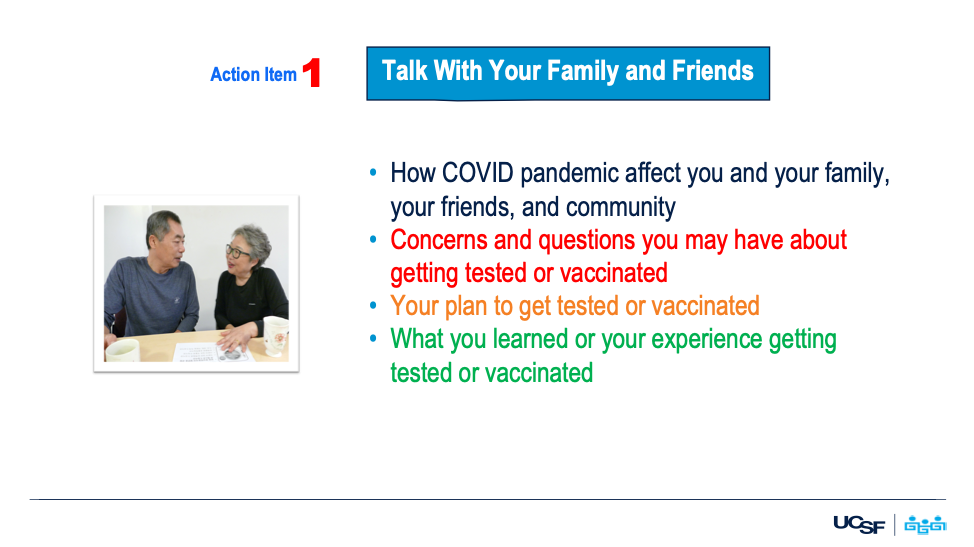 Action Item 1
Talk With Your Family and Friends
• How COVID pandemic affect you and your family,
your friends, and community
• Concerns and questions you may have about
getting tested or vaccinated
• Your plan to get tested or vaccinated
• What you learned or your experience getting
tested or vaccinated
UCSF